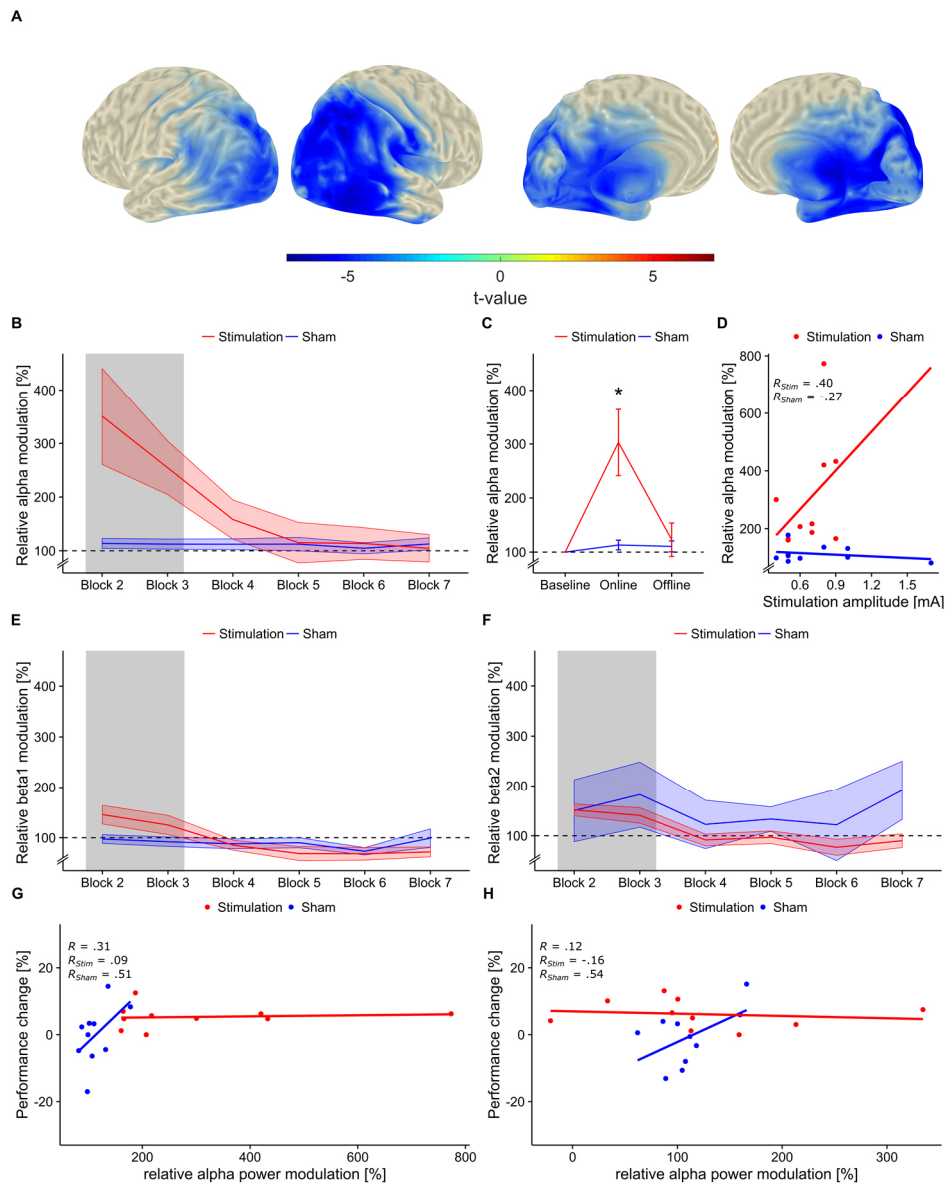 A
-5 0 5
t-value
B
Stimulation Sham
Relative alpha modulation [%]
400
300
200
100
Block 2 Block 3 Block 4 Block 5 Block 6 Block 7
C
Stimulation Sham
Relative alpha modulation [%]
400
300
200
100
*
Baseline Online Offline
D
Stimulation Sham
Relative alpha modulation [%]
800
600
400
200
RStim = .40
RSham = -.27
0.6 0.9 1.2 1.5
Stimulation amplitude [mA]
E
Stimulation Sham
Relative beta1 modulation [%]
400
300
200
100
Block 2 Block 3 Block 4 Block 5 Block 6 Block 7
F
Stimulation Sham
Relative beta2 modulation [%]
400
300
200
100
Block 2 Block 3 Block 4 Block 5 Block 6 Block 7
G
Stimulation Sham
R = .31
RStim = .09
RSham = .51
Performance change [%]
20
0
-20
200 400 600 800
relative alpha power modulation [%]
H
Stimulation Sham
R = .12
RStim = -.16
RSham = .54
Performance change [%]
20
0
-20
0 100 200 300
relative alpha power modulation [%]